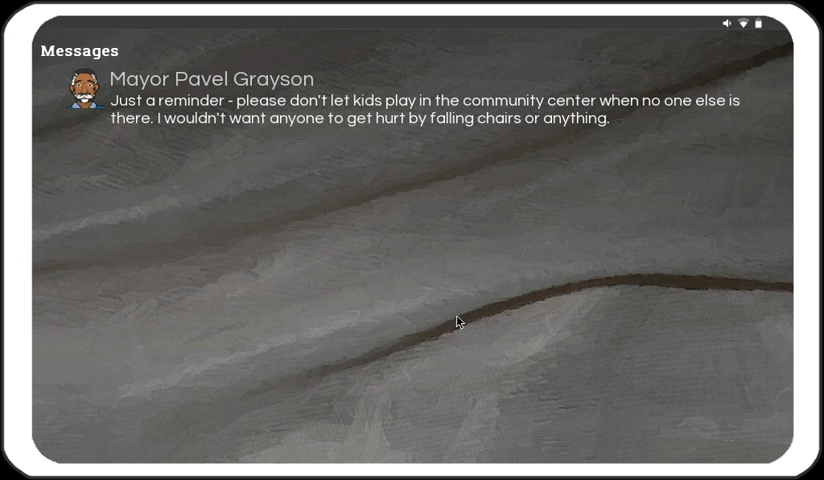 Messages
Mayor Pavel Grayson
Just a reminder - please don't let kids play in the community center when no one else is
there. I wouldn't want anyone to get hurt by falling chairs or anything.